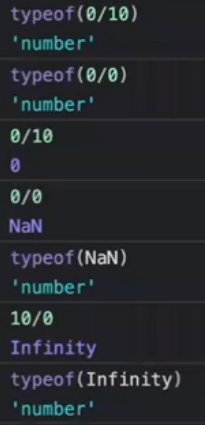 typeof(0/10)
'number'
typeof(0/0)
'number'
0/10
0
0/0
NaN
typeof(NaN)
'number'
10/0
Infinity
typeof(Infinity)
'number'